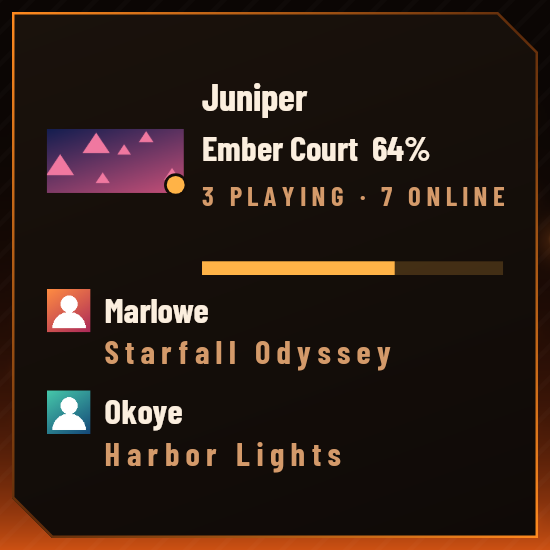 Juniper
Ember Court 64%
3 PLAYING · 7 ONLINE
Marlowe
Starfall Odyssey
Okoye
Harbor Lights